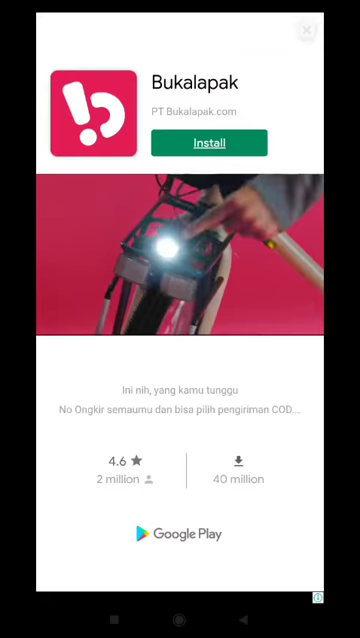 Bukalapak
PT Bukalapak.com
Install
Ini nih, yang kamu tunggu
No Ongkir semaumu dan bisa pilih pengiriman COD...
4.6
2 million
40 million
Google Play